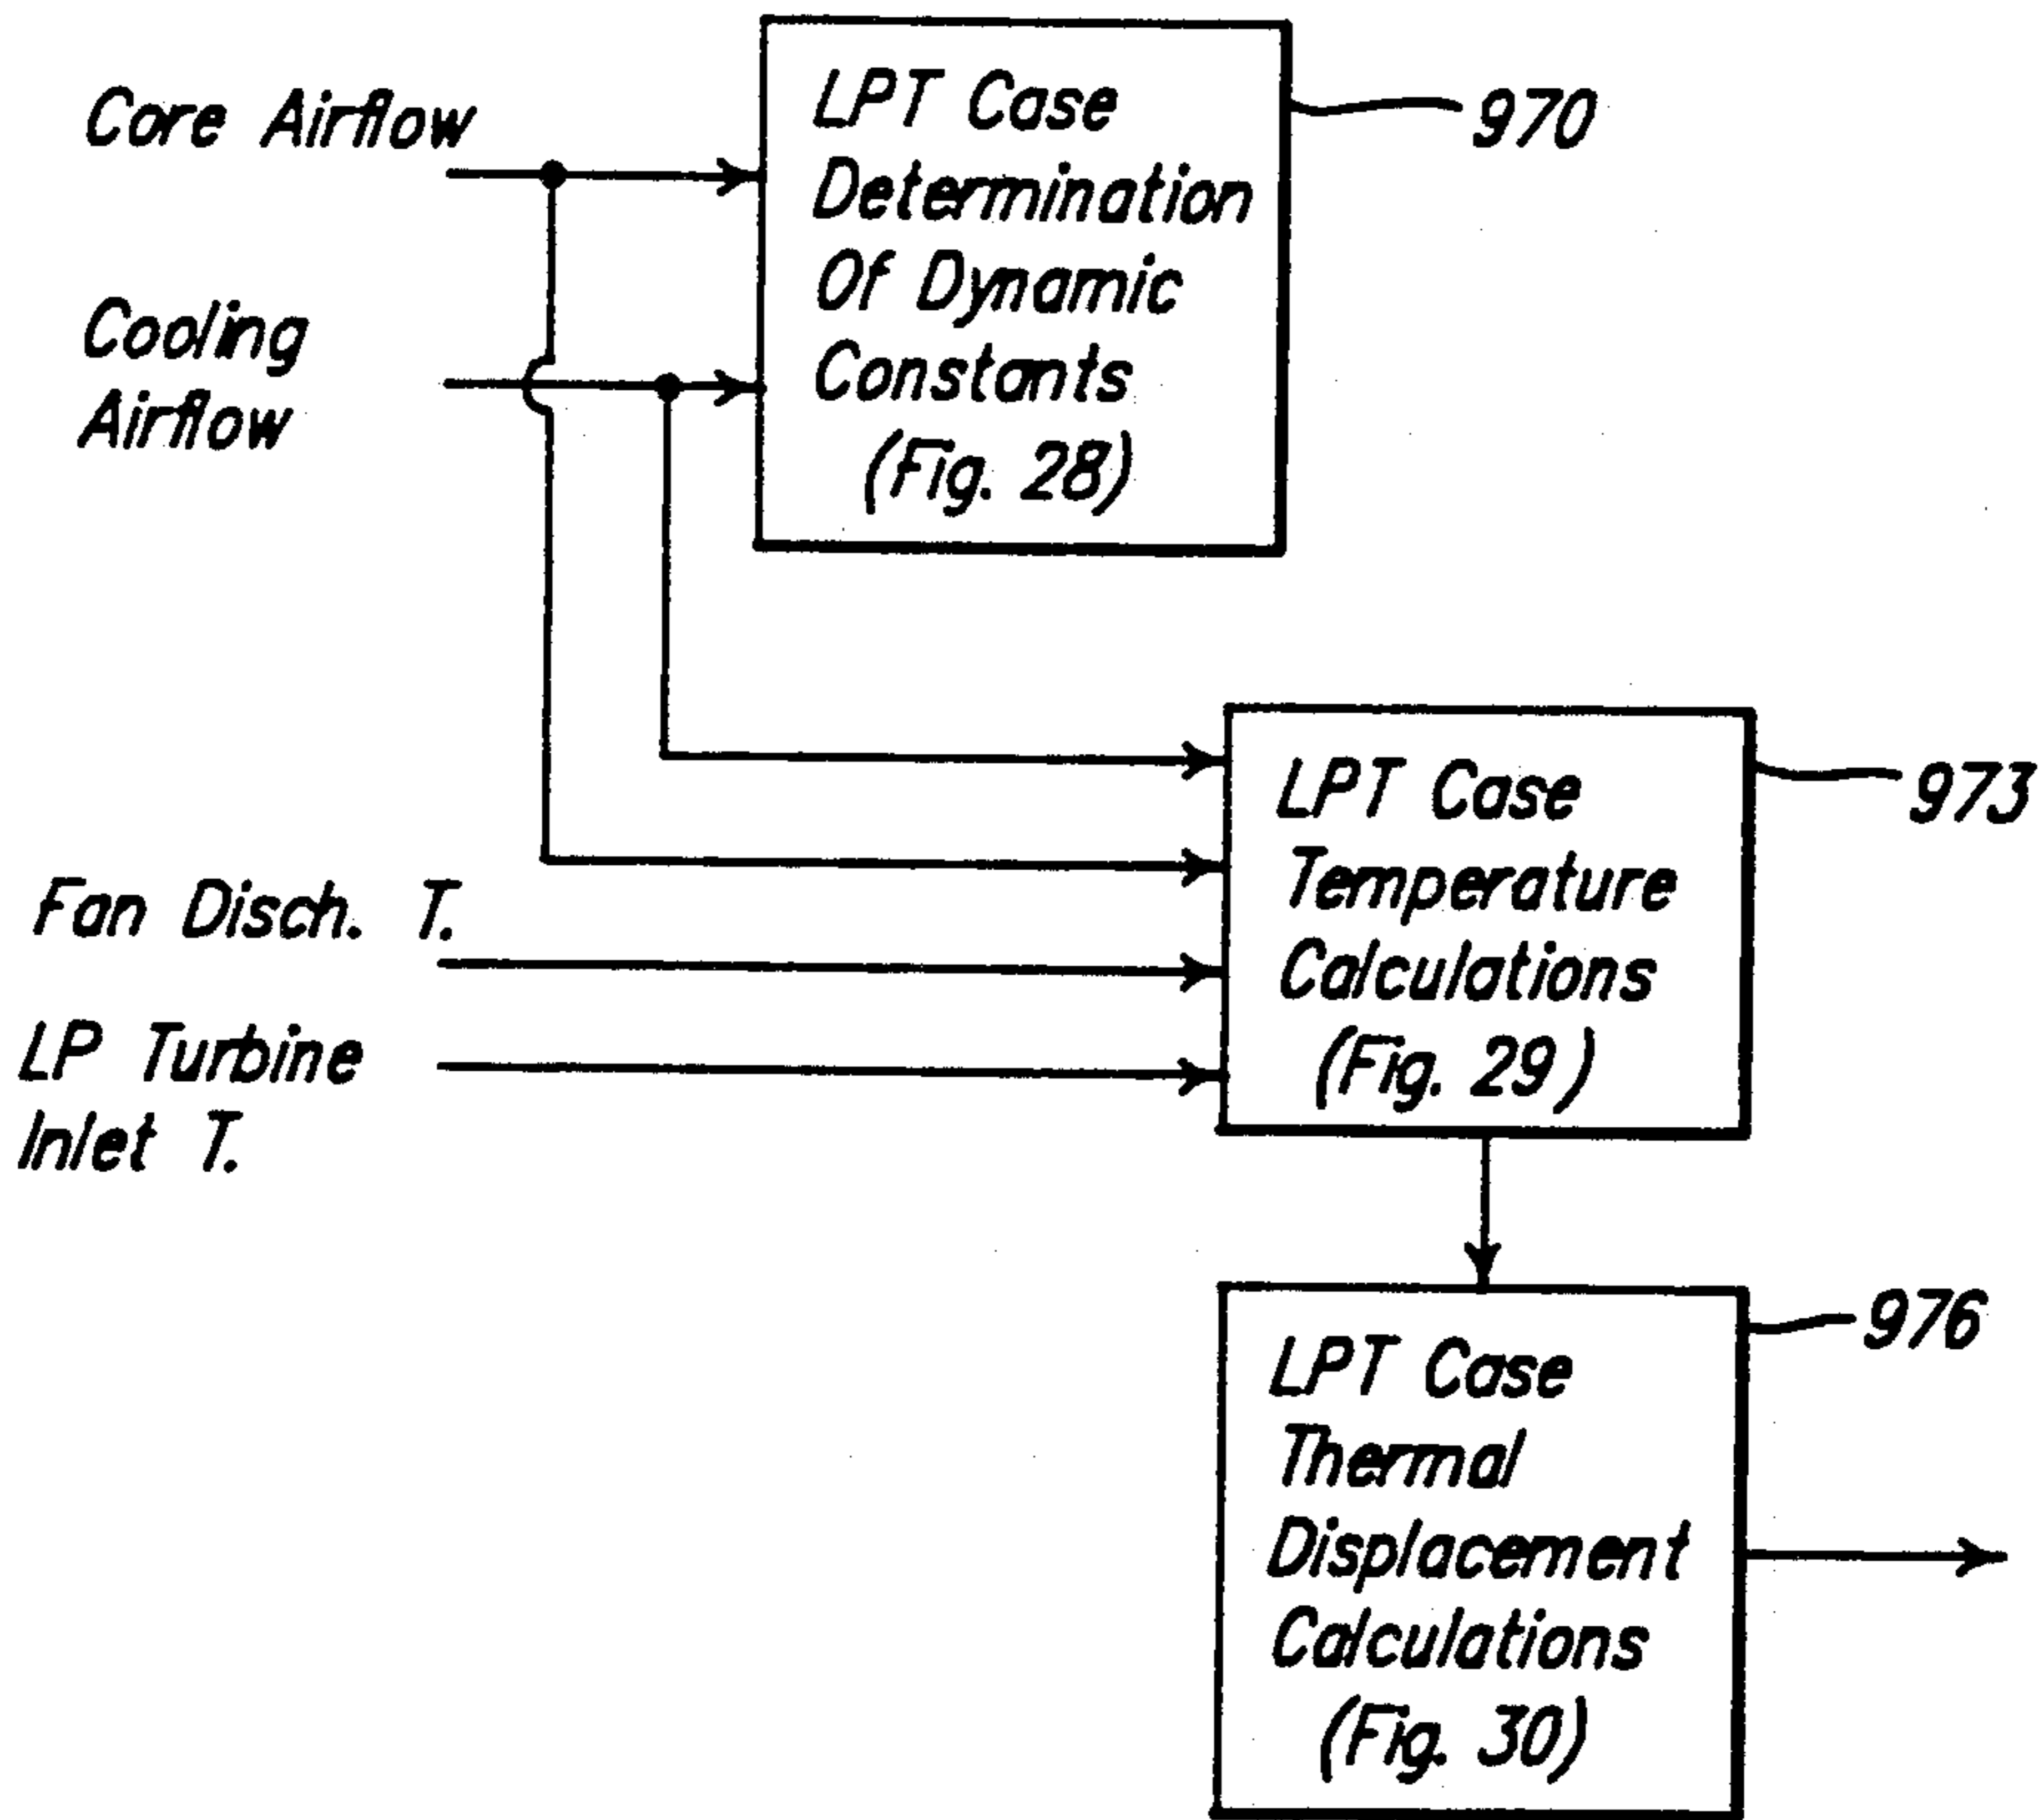 Core Airflow
Cooling
Airflow
LPT Case
Determination
Of Dynamic
Constants
(Fig. 28)
970
Fan Disch. T.
LP Turbine
Inlet T.
LPT Case
Temperature
Calculations
(Fig. 29)
973
LPT Case
Thermal
Displacement
Calculations
(Fig. 30)
976